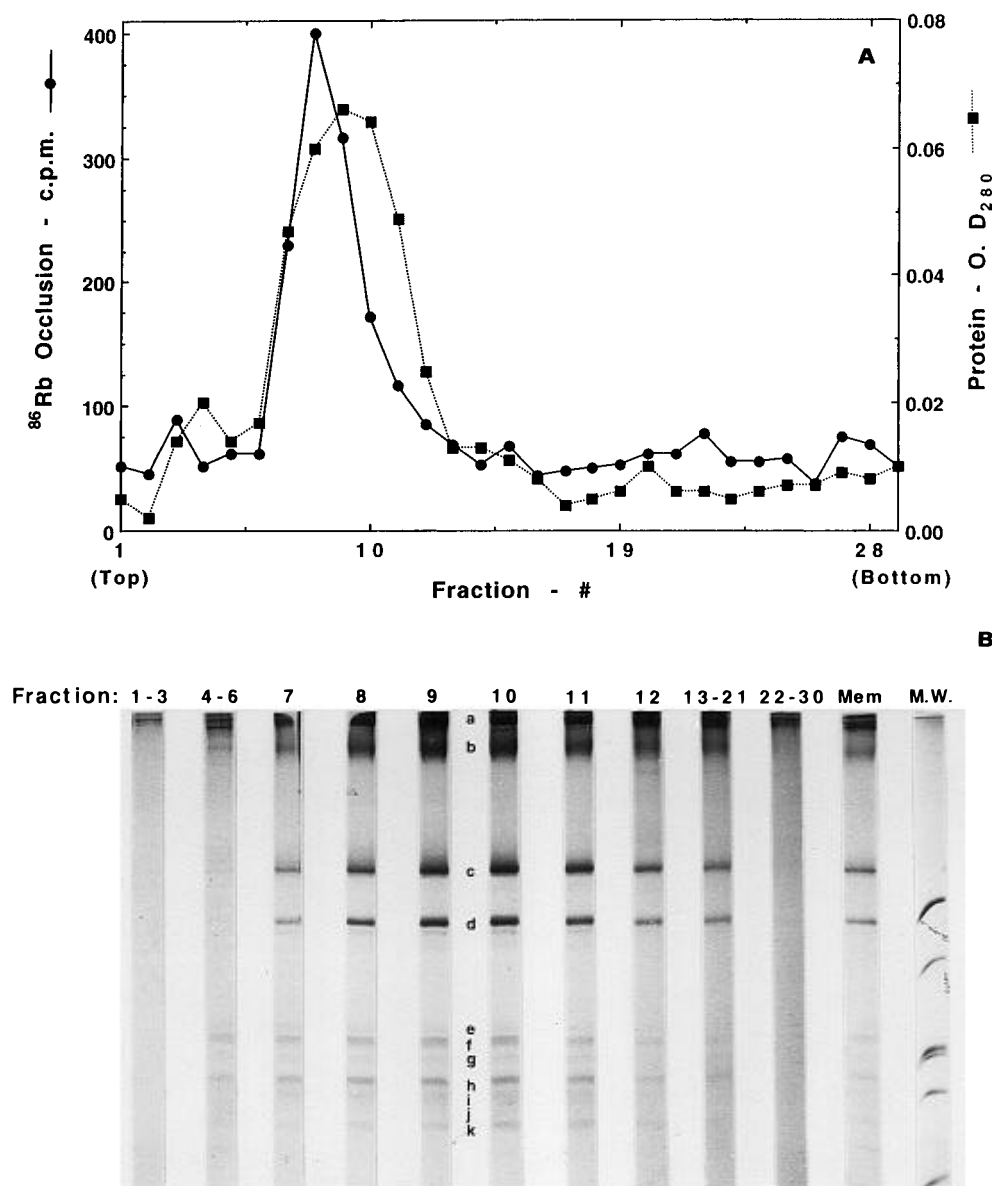 A
400
300
200
100
0
86Rb Occlusion - c.p.m.
0.08
0.06
0.04
0.02
0.00
Protein - O. D280
1 10 19 28
(Top) (Bottom)
Fraction - #
B
Fraction: 1-3 4-6 7 8 9 10 11 12 13-21 22-30 Mem M.W.
a
b
c
d
e
f
g
h
i
j
k